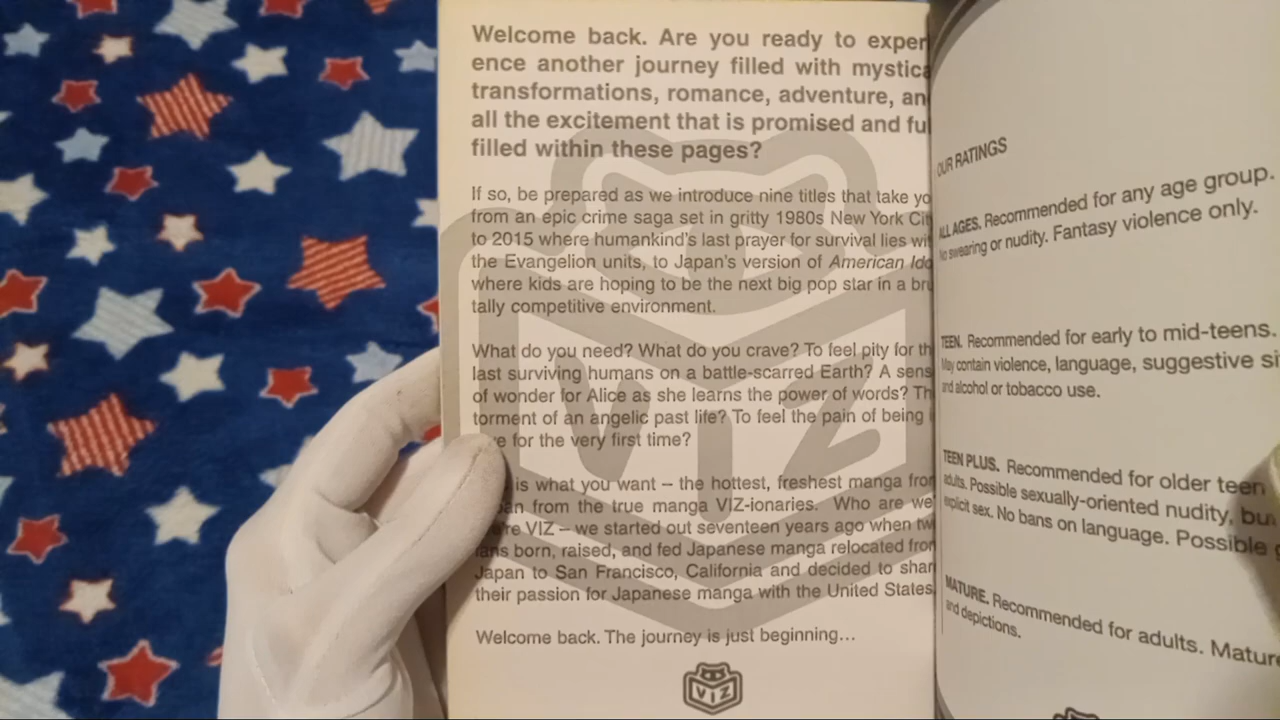 Welcome back. Are you ready to exper
ence another journey filled with mystica
transformations, romance, adventure, an
all the excitement that is promised and ful
filled within these pages?
If so, be prepared as we introduce nine titles that take yo
from an epic crime saga set in gritty 1980s New York Cit
to 2015 where humankind's last prayer for survival lies wit
the Evangelion units, to Japan's version of American Ido
where kids are hoping to be the next big pop star in a bru
tally competitive environment.
What do you need? What do you crave? To feel pity for th
last surviving humans on a battle-scarred Earth? A sens
of wonder for Alice as she learns the power of words? Th
torment of an angelic past life? To feel the pain of being i
ve for the very first time?
is what you want – the hottest, freshest manga fron
an from the true manga VIZ-ionaries. Who are we
re VIZ – we started out seventeen years ago when tw
ans born, raised, and fed Japanese manga relocated fron
Japan to San Francisco, California and decided to shar
their passion for Japanese manga with the United States
Welcome back. The journey is just beginning...
VIZ
VIZ
OUR RATINGS
ALL AGES. Recommended for any age group.
No swearing or nudity. Fantasy violence only.
TEEN. Recommended for early to mid-teens.
May contain violence, language, suggestive si
and alcohol or tobacco use.
TEEN PLUS. Recommended for older teen
adults. Possible sexually-oriented nudity, bu
explicit sex. No bans on language. Possible g
MATURE. Recommended for adults. Mature
and depictions.